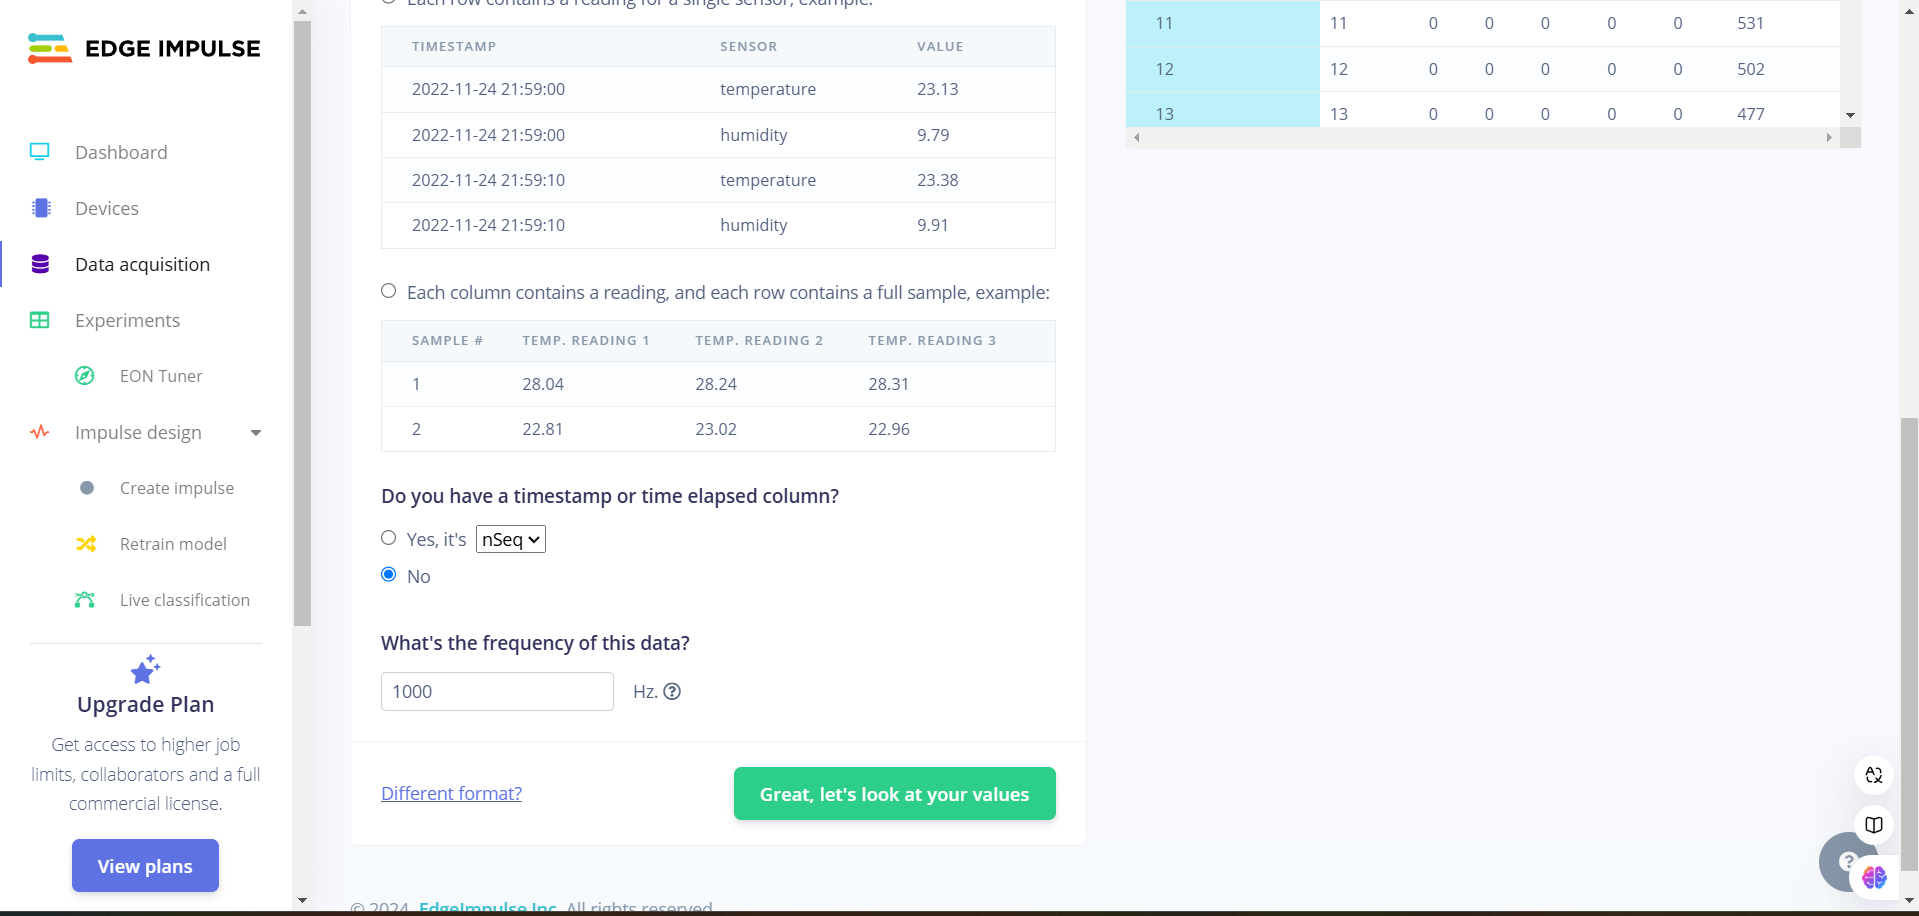 EDGE IMPULSE
Dashboard
Devices
Data acquisition
Experiments
EON Tuner
Impulse design
Create impulse
Retrain model
Live classification
Upgrade Plan
Get access to higher job
limits, collaborators and a full
commercial license.
View plans
Each row contains a reading for a single sensor, example:
TIMESTAMP SENSOR VALUE
2022-11-24 21:59:00 temperature 23.13
2022-11-24 21:59:00 humidity 9.79
2022-11-24 21:59:10 temperature 23.38
2022-11-24 21:59:10 humidity 9.91
Each column contains a reading, and each row contains a full sample, example:
SAMPLE # TEMP. READING 1 TEMP. READING 2 TEMP. READING 3
1 28.04 28.24 28.31
2 22.81 23.02 22.96
Do you have a timestamp or time elapsed column?
Yes, it's nSeq
No
What's the frequency of this data?
1000 Hz. ?
Different format? Great, let's look at your values
© 2024 EdgeImpulse Inc. All rights reserved
11 11 0 0 0 0 0 531
12 12 0 0 0 0 0 502
13 13 0 0 0 0 0 477